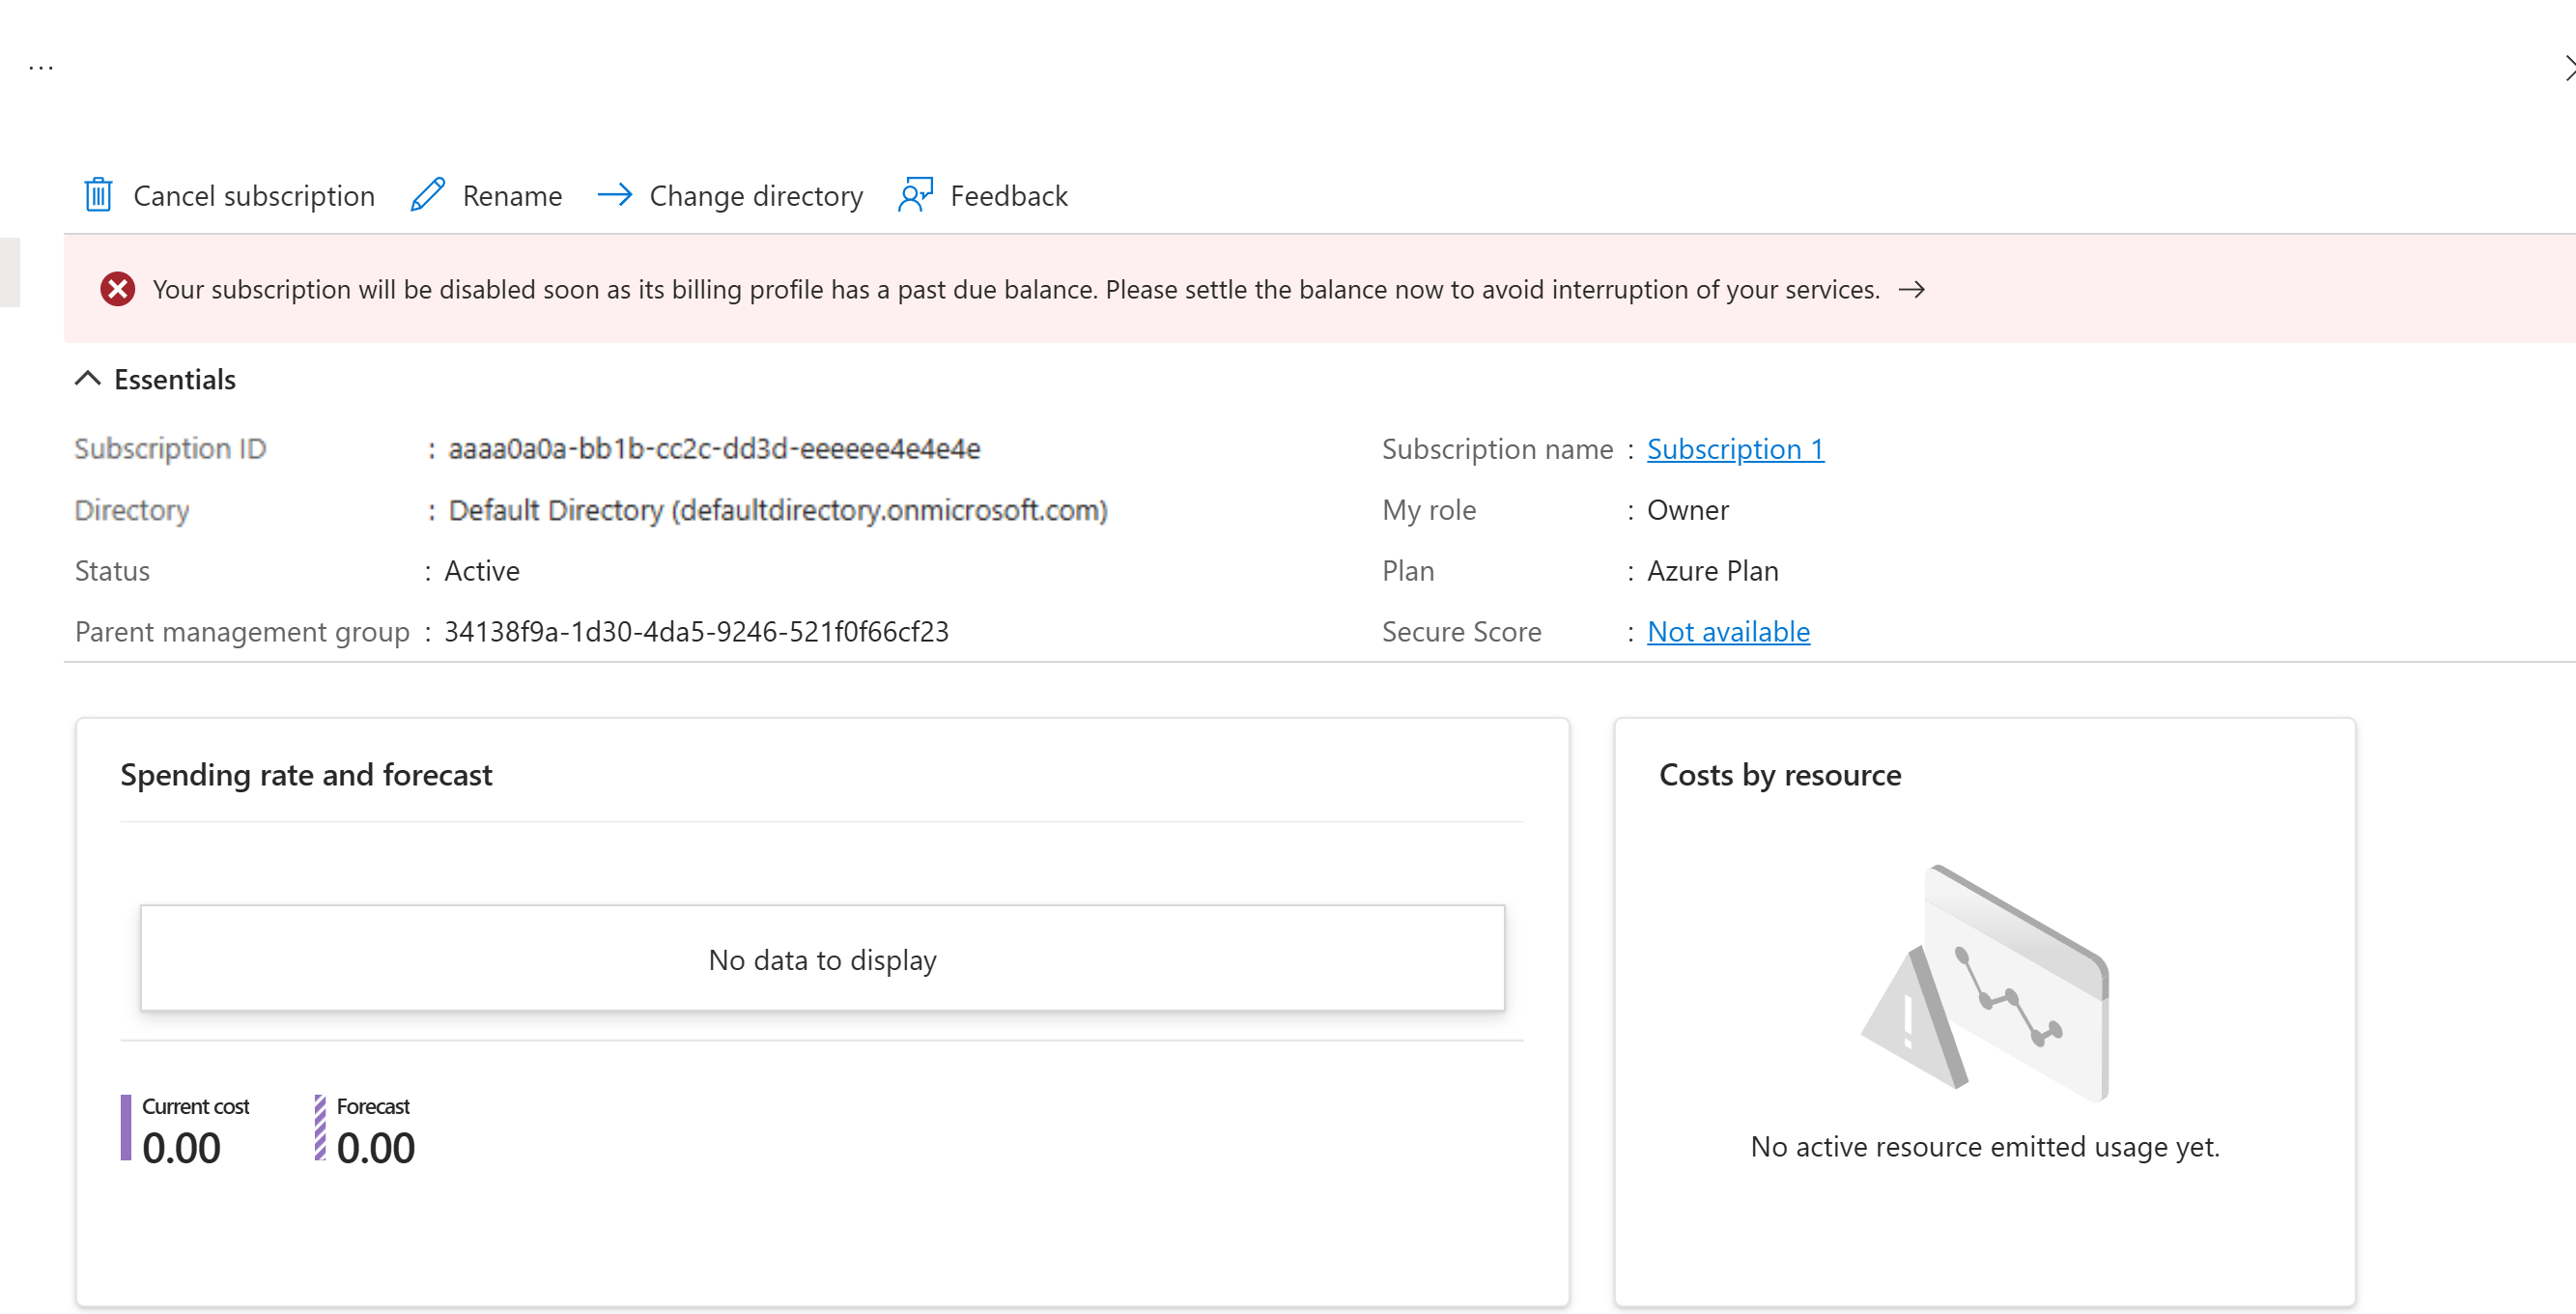 ...
Cancel subscription Rename Change directory Feedback
Your subscription will be disabled soon as its billing profile has a past due balance. Please settle the balance now to avoid interruption of your services. →
Essentials
Subscription ID : aaaa0a0a-bb1b-cc2c-dd3d-eeeeee4e4e4e
Directory : Default Directory (defaultdirectory.onmicrosoft.com)
Status : Active
Parent management group : 34138f9a-1d30-4da5-9246-521f0f66cf23
Subscription name : Subscription 1
My role : Owner
Plan : Azure Plan
Secure Score : Not available
Spending rate and forecast
No data to display
Current cost
0.00
Forecast
0.00
Costs by resource
No active resource emitted usage yet.